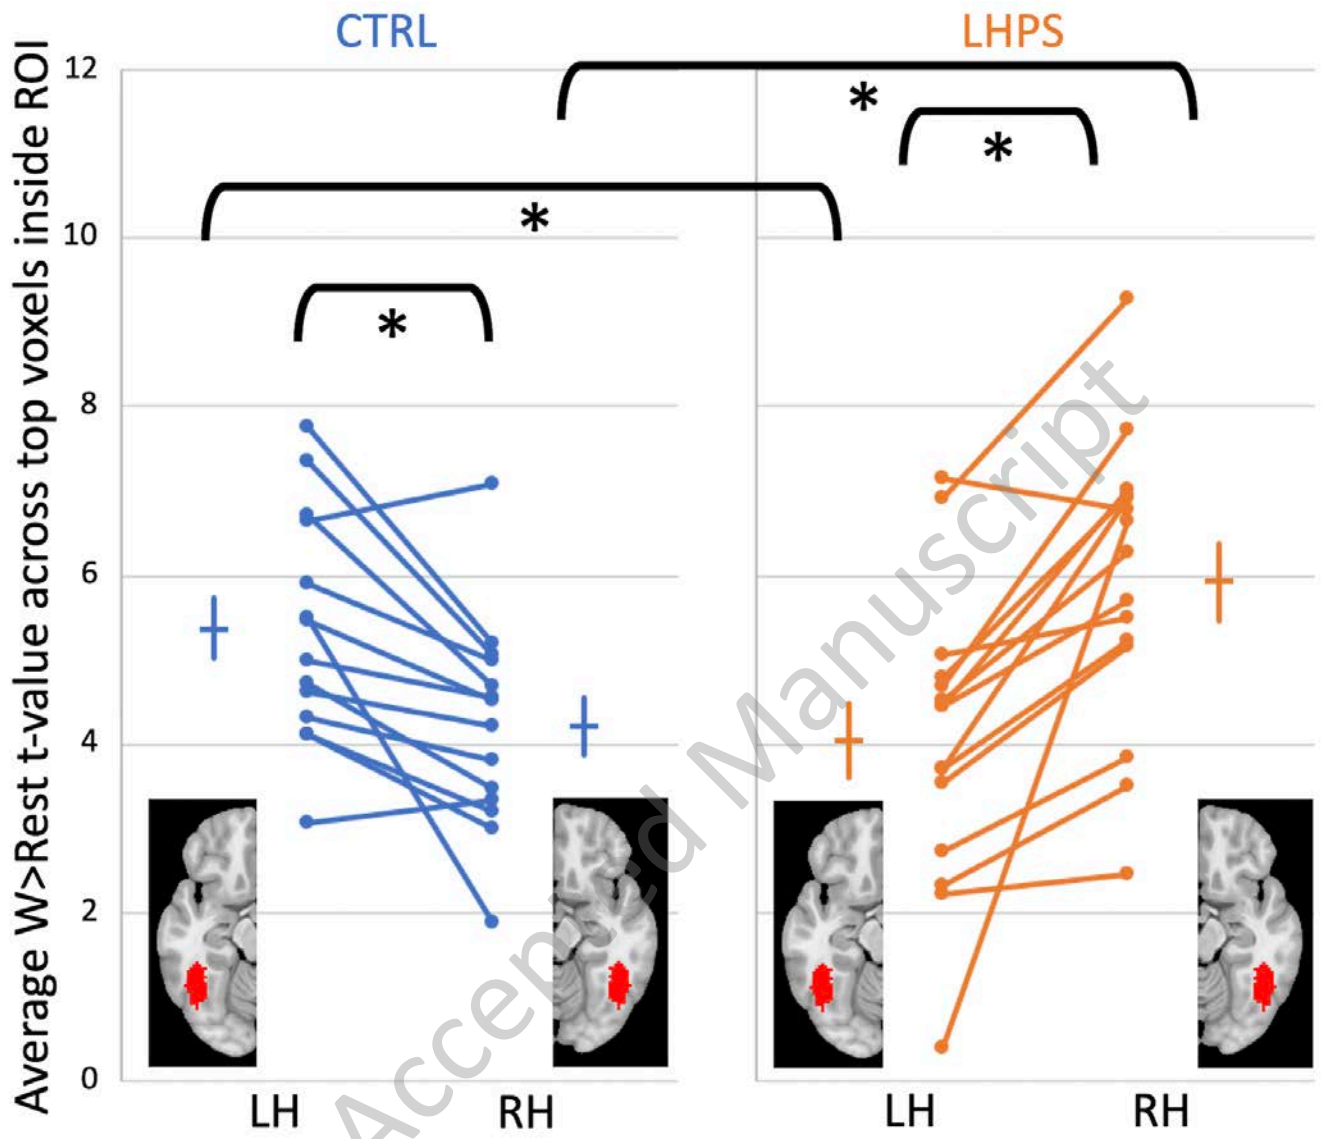 CTRL
LHPS
Average W>Rest t-value across top voxels inside ROI
12
10
8
6
4
2
0
*
*
*
*
LH
RH
LH
RH
Accepted Manuscript